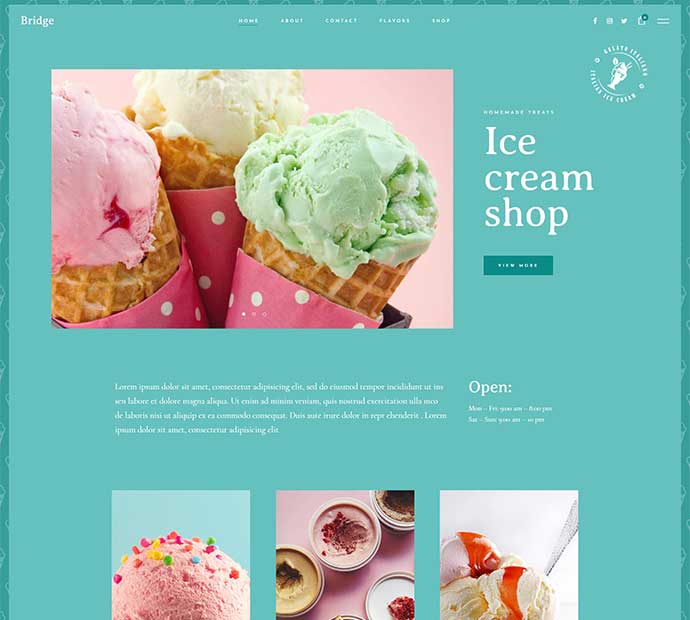 Bridge
HOME ABOUT CONTACT FLAVORS SHOP
0
GELATO ITALIANO
ITALIAN ICE CREAM
HOMEMADE TREATS
Ice
cream
shop
VIEW MORE
Lorem ipsum dolor sit amet, consectetur adipisicing elit, sed do eiusmod tempor incididunt ut ins
sen labore et dolore magna aliqua. Ut enim ad minim veniam, quis nostrud exercitation ulla mco
de laboris nisi ut aliquip ex ea commodo consequat. Duis aute irure dolor in rept ehenderit . Lorem
ipsum dolor sit amet, consectetur adipisicing elit
Open:
Mon – Fri: 9:00 am – 8:00 pm
Sat – Sun: 9:00 am – 10 pm